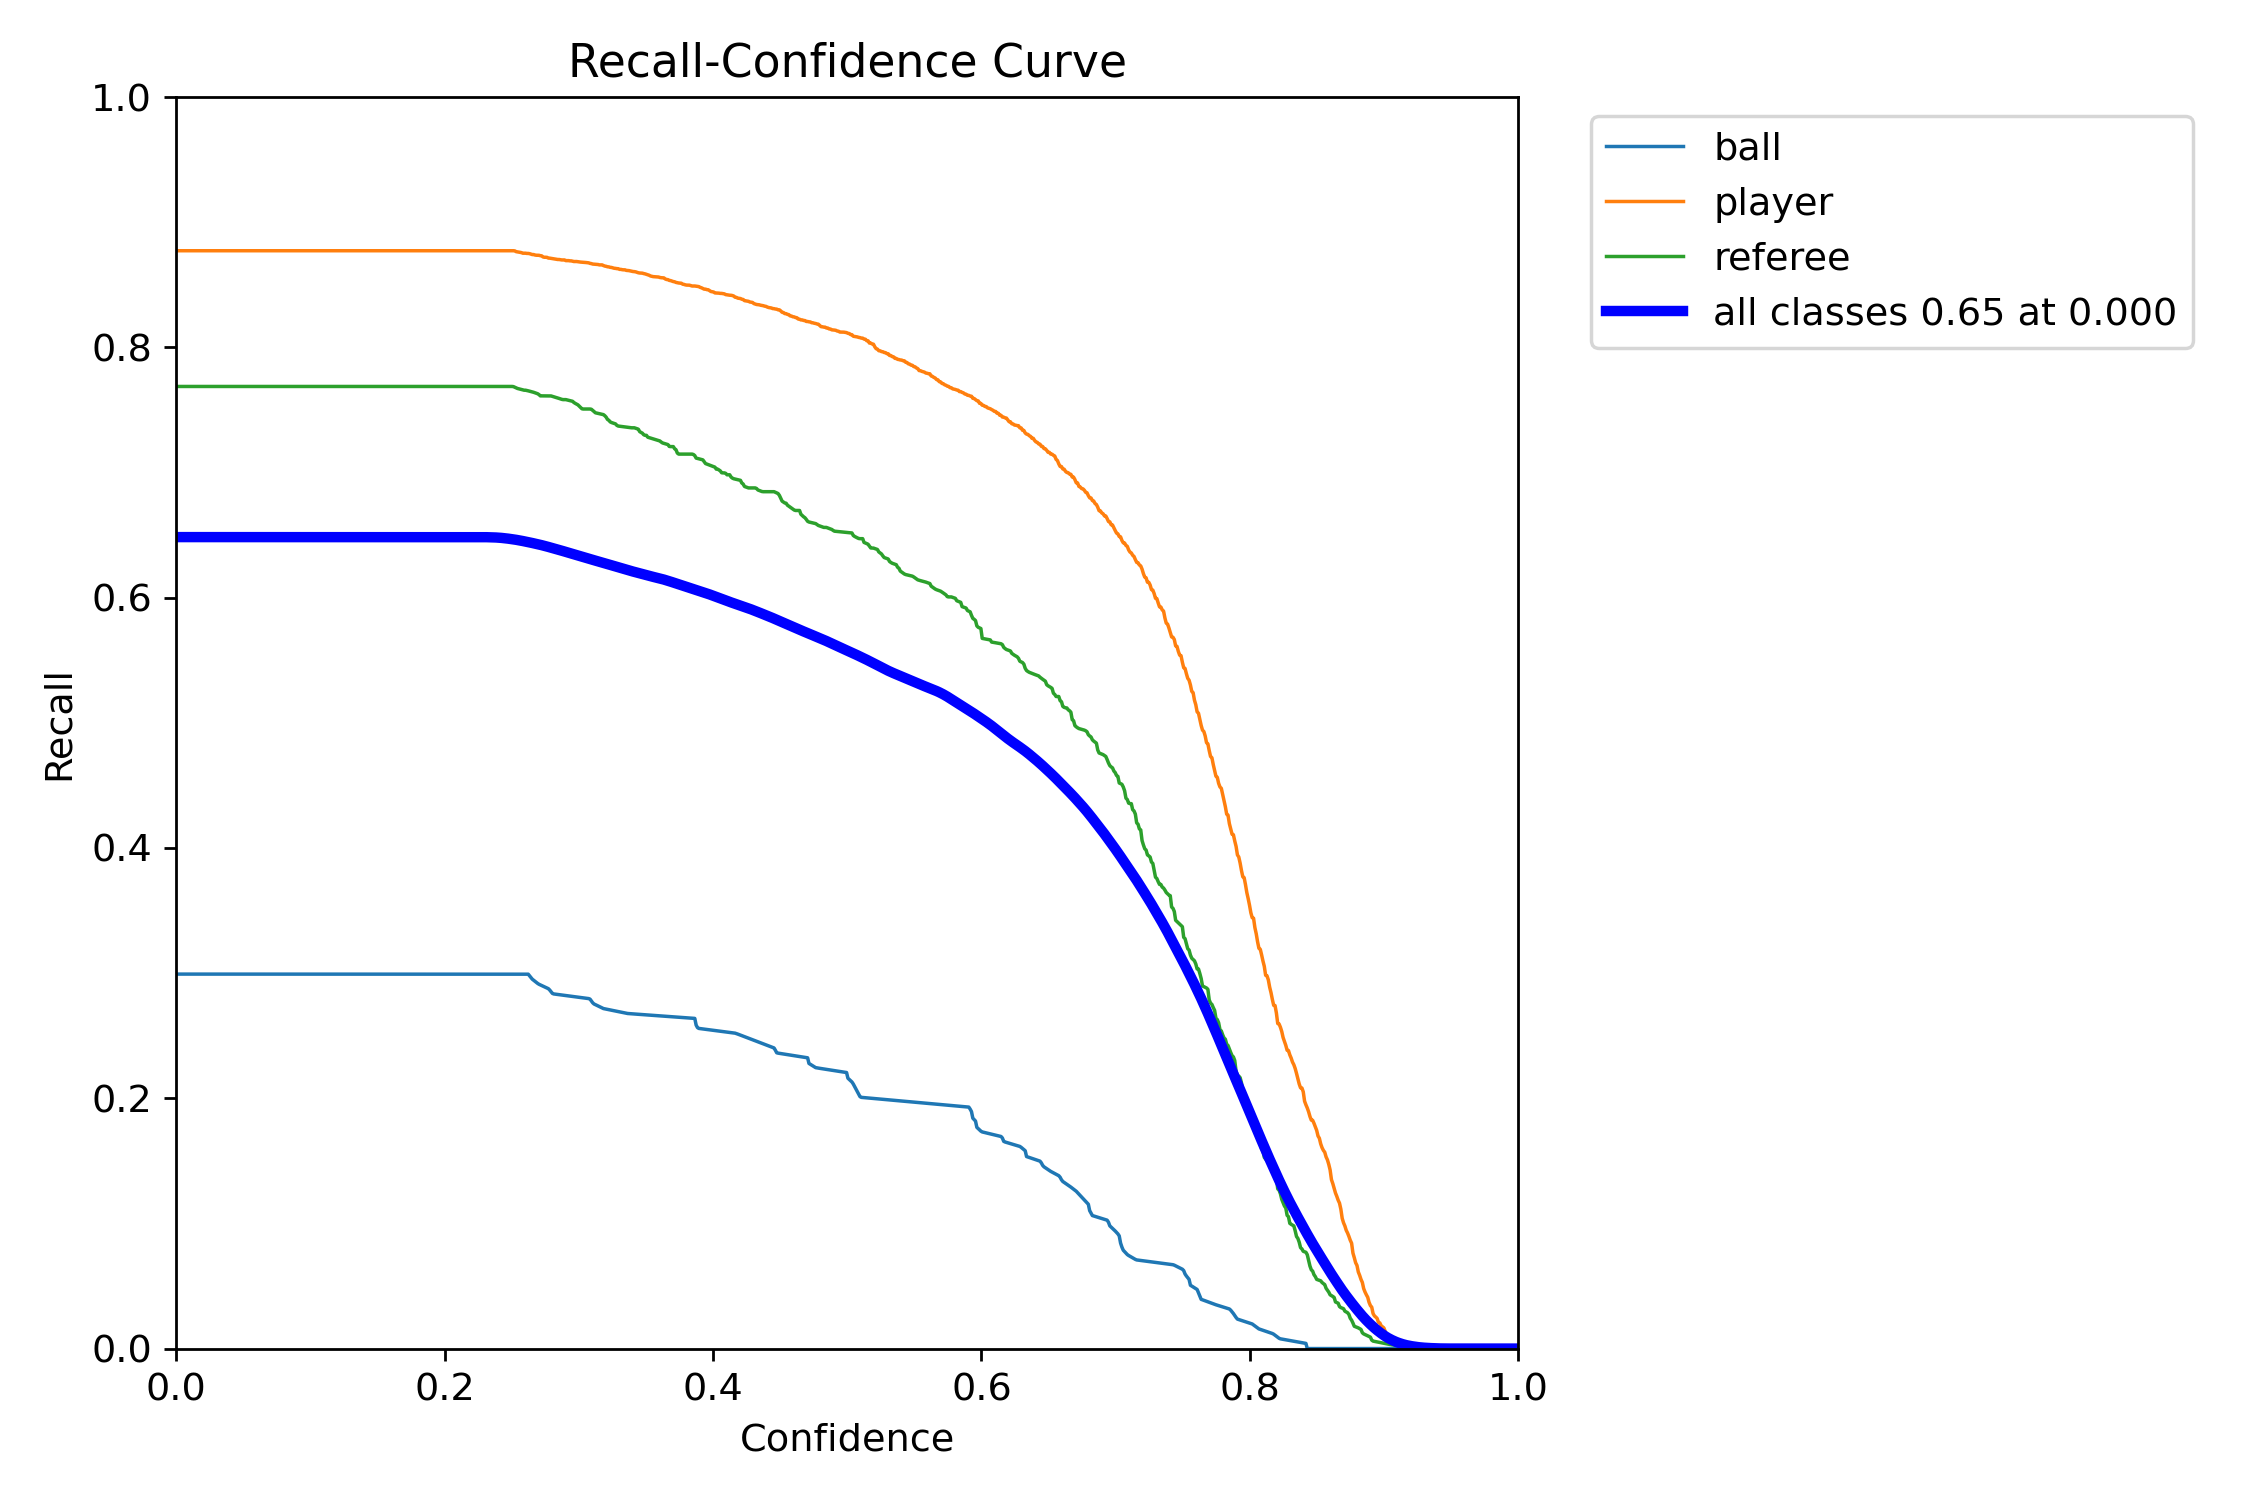 Recall-Confidence Curve
1.0
0.8
0.6
0.4
0.2
0.0
Recall
0.0 0.2 0.4 0.6 0.8 1.0
Confidence
ball
player
referee
all classes 0.65 at 0.000